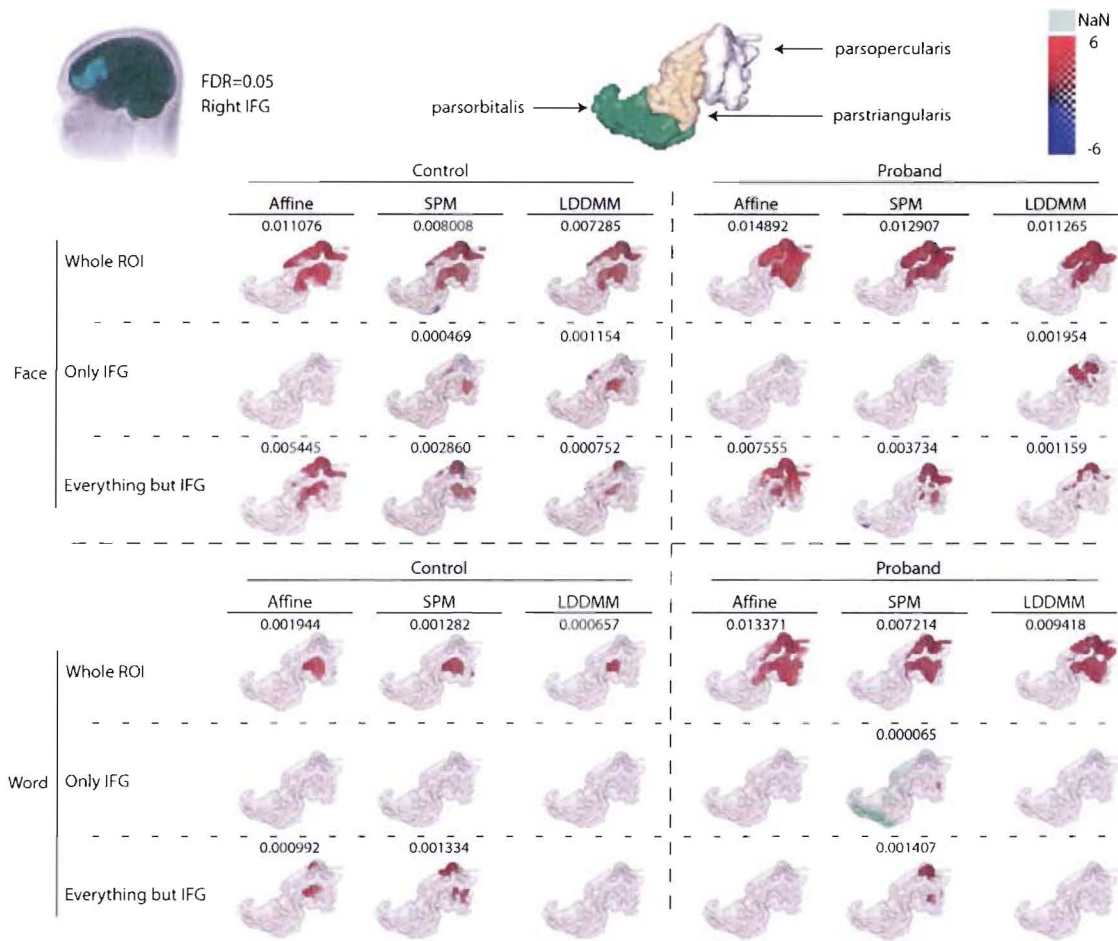 NaN
6
parsopercularis
FDR=0.05
Right IFG
parsorbitalis
parstriangularis
-6
Control Proband
Affine SPM LDDMM Affine SPM LDDMM
0.011076 0.008008 0.007285 0.014892 0.012907 0.011265
Whole ROI
0.000469 0.001154 0.001954
Face
Only IFG
0.005445 0.002860 0.000752 0.007555 0.003734 0.001159
Everything but IFG
Control Proband
Affine SPM LDDMM Affine SPM LDDMM
0.001944 0.001282 0.000657 0.013371 0.007214 0.009418
Whole ROI
0.000065
Word
Only IFG
0.000992 0.001334 0.001407
Everything but IFG